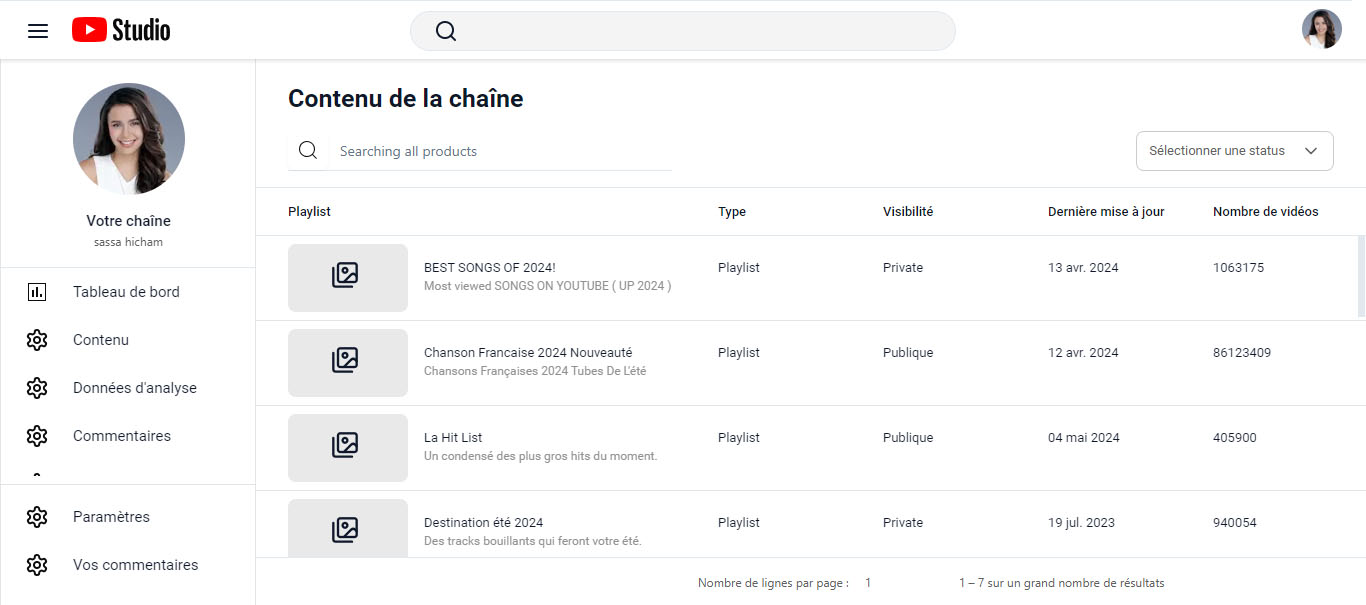 Studio
Contenu de la chaîne
Searching all products
Sélectionner une status
Votre chaîne
sassa hicham
Tableau de bord
Contenu
Données d'analyse
Commentaires
Paramètres
Vos commentaires
Playlist Type Visibilité Dernière mise à jour Nombre de vidéos
BEST SONGS OF 2024! Playlist Private 13 avr. 2024 1063175
Most viewed SONGS ON YOUTUBE ( UP 2024 )
Chanson Francaise 2024 Nouveauté Playlist Publique 12 avr. 2024 86123409
Chansons Françaises 2024 Tubes De L'été
La Hit List Playlist Publique 04 mai 2024 405900
Un condensé des plus gros hits du moment.
Destination été 2024 Playlist Private 19 jul. 2023 940054
Des tracks bouillants qui feront votre été.
Nombre de lignes par page : 1 1 – 7 sur un grand nombre de résultats